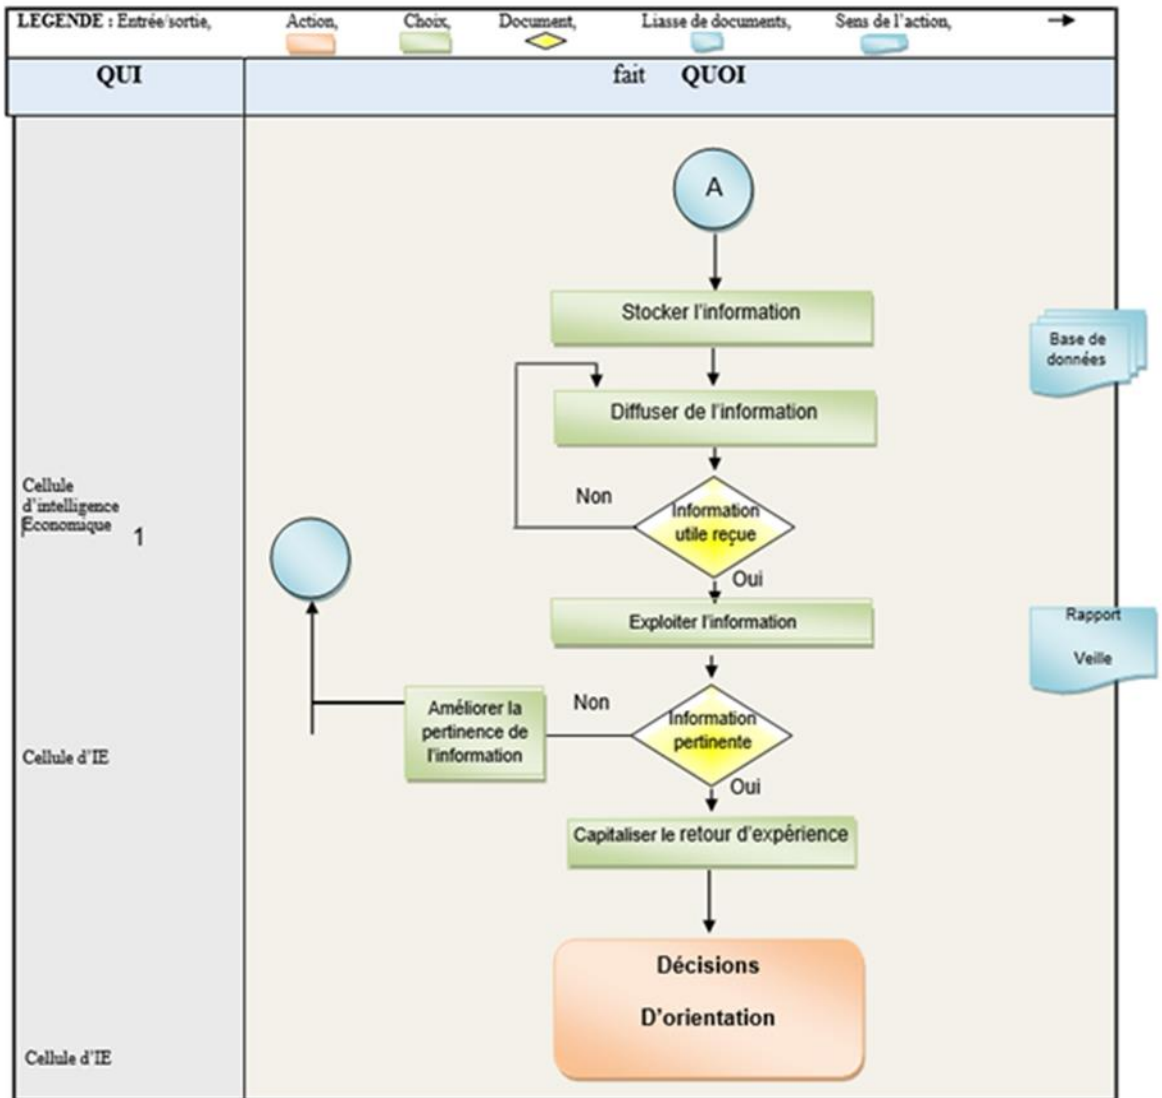 LEGENDE : Entrée/sortie, Action, Choix, Document, Liasse de documents, Sens de l'action,
QUI
fait QUOI
A
Stocker l'information
Base de
données
Diffuser de l'information
Cellule
d'intelligence
Economique
1
Non
Information
utile reçue
Oui
Exploiter l'information
Rapport
Veille
Améliorer la
pertinence de
l'information
Non
Information
pertinente
Cellule d'IE
Oui
Capitaliser le retour d'expérience
Décisions
D'orientation
Cellule d'IE